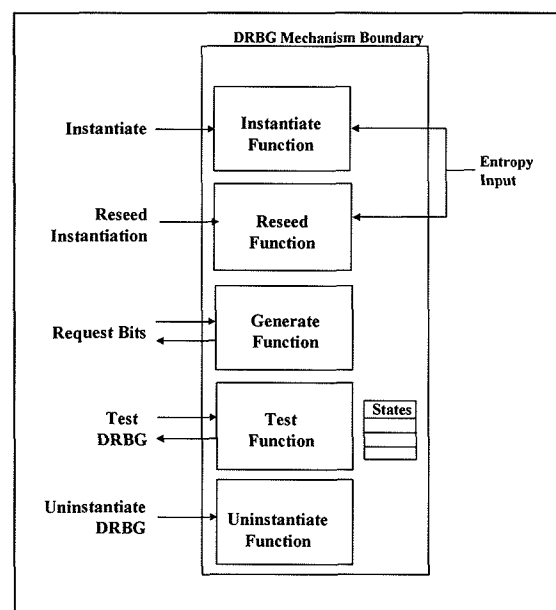 DRBG Mechanism Boundary
Instantiate
Instantiate
Function
Entropy
Input
Reseed
Instantiation
Reseed
Function
Request Bits
Generate
Function
Test
DRBG
Test
Function
States
Uninstantiate
DRBG
Uninstantiate
Function